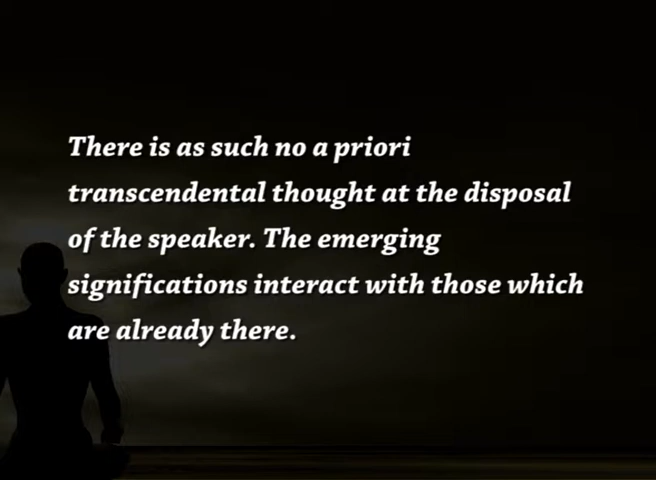 There is as such no a priori
transcendental thought at the disposal
of the speaker. The emerging
significations interact with those which
are already there.